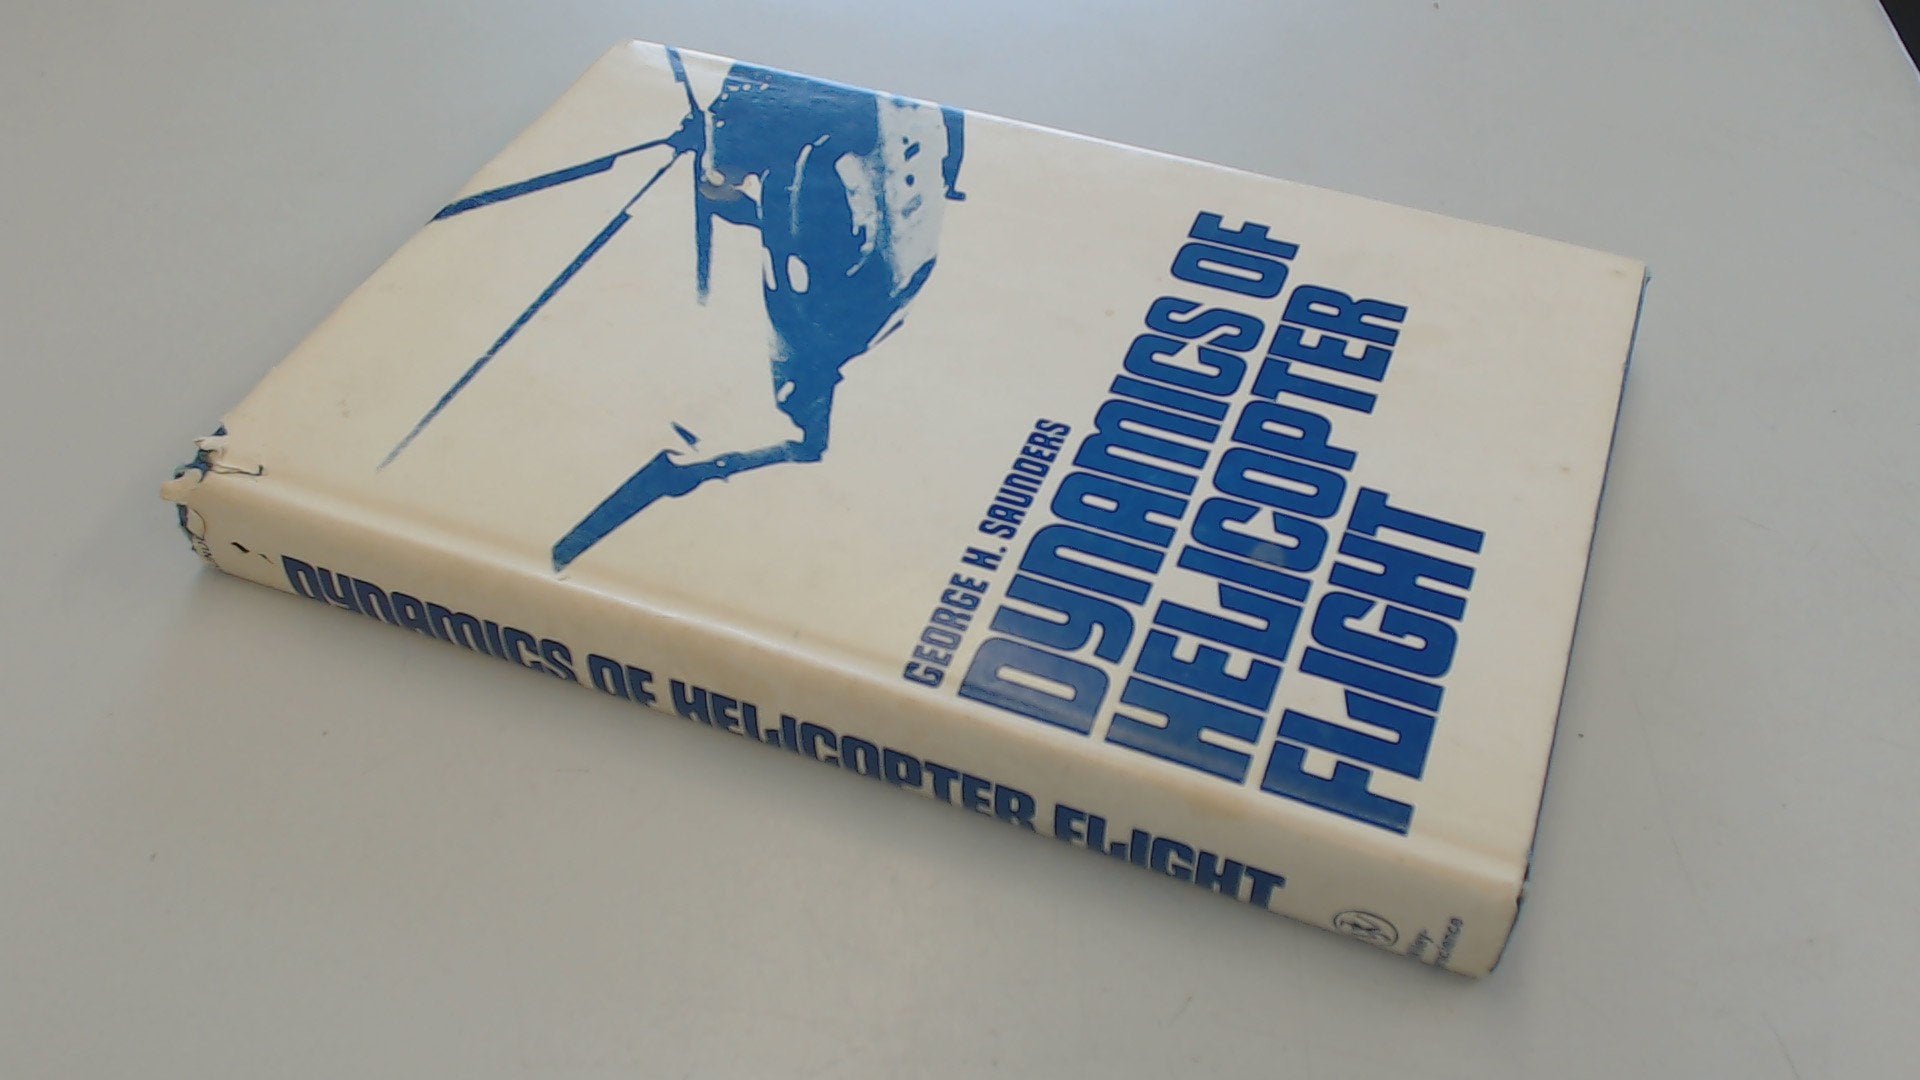 GEORGE H. SAUNDERS
DYNAMICS OF
HELICOPTER
FLIGHT
DYNAMICS OF HELICOPTER FLIGHT